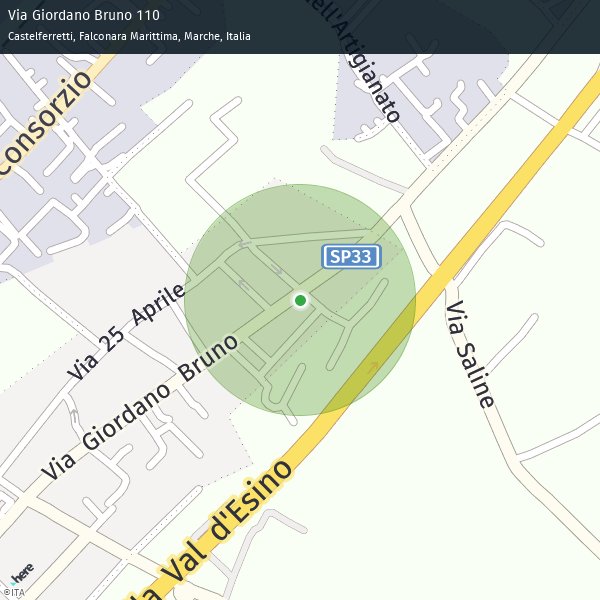 Via Giordano Bruno 110
Castelferretti, Falconara Marittima, Marche, Italia
ell'Artigianato
Consorzio
SP33
Via 25 Aprile
Via Saline
Via Giordano Bruno
Val d'Esino
here
©ITA